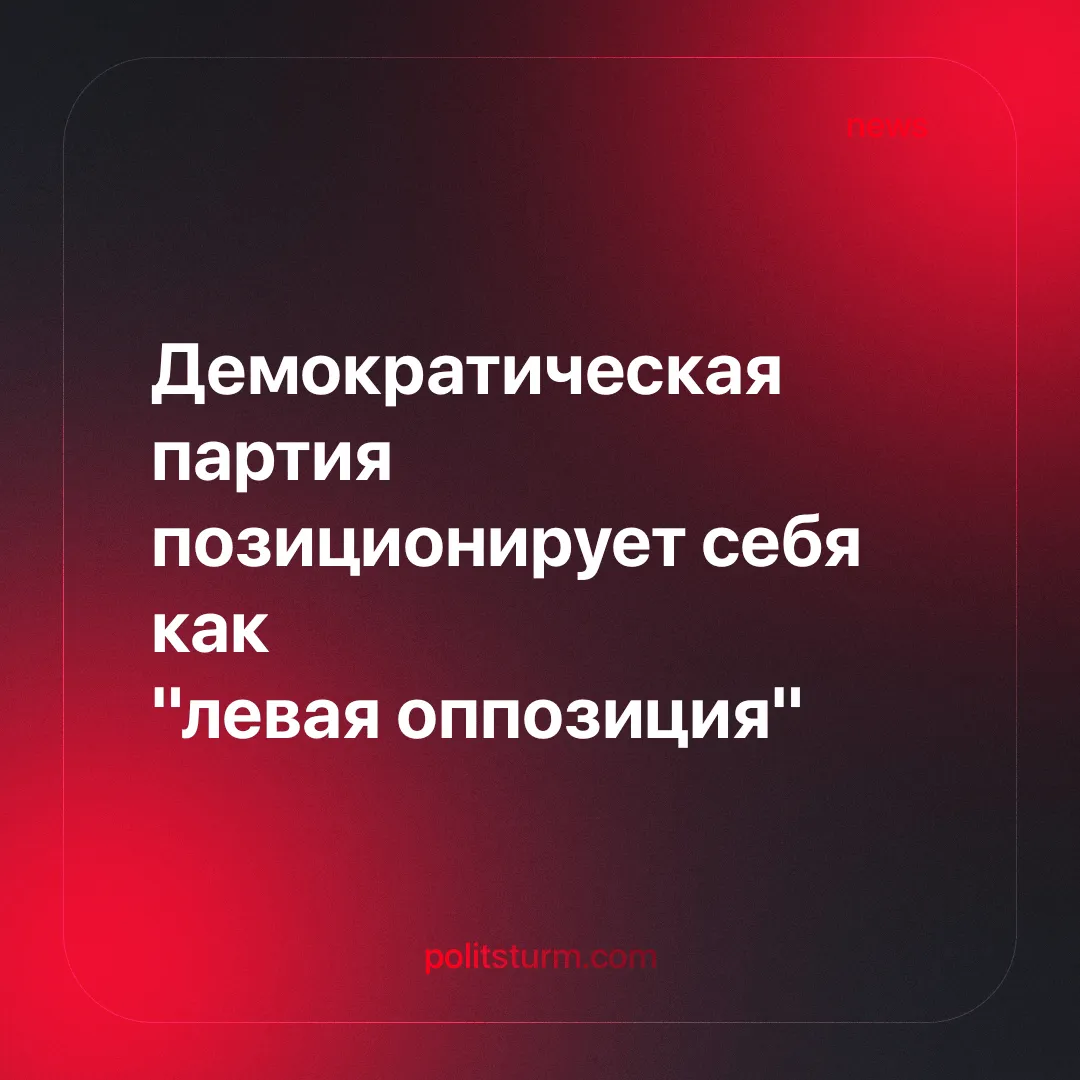 news
Демократическая
партия
позиционирует себя
как
"левая оппозиция"
politsturm.com